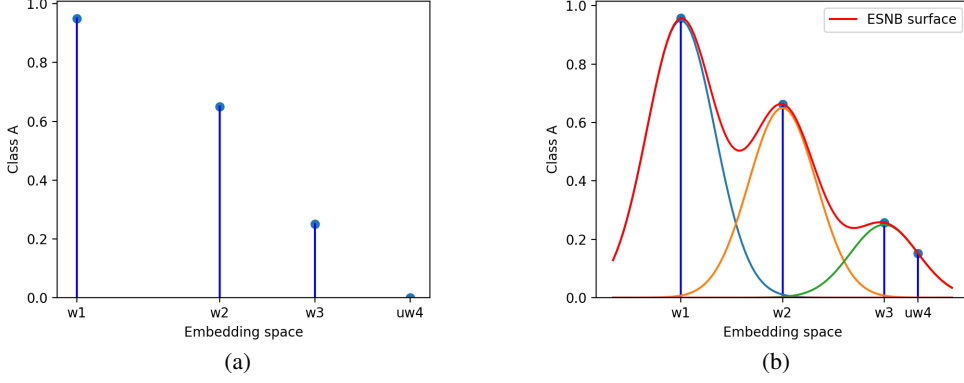 1.0
0.8
0.6
0.4
0.2
0.0
Class A
w1
w2
w3
uw4
Embedding space
(a)
1.0
0.8
0.6
0.4
0.2
0.0
Class A
ESNB surface
w1
w2
w3
uw4
Embedding space
(b)